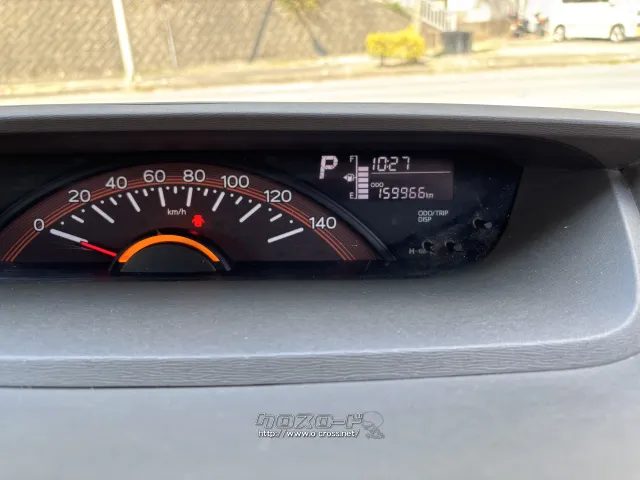 P
F
10:27
ODO
E
159966km
0 20 40 60 80 100 120 140
km/h
ODO/TRIP
DISP
H
クロスロード
http://www.o-cross.net/